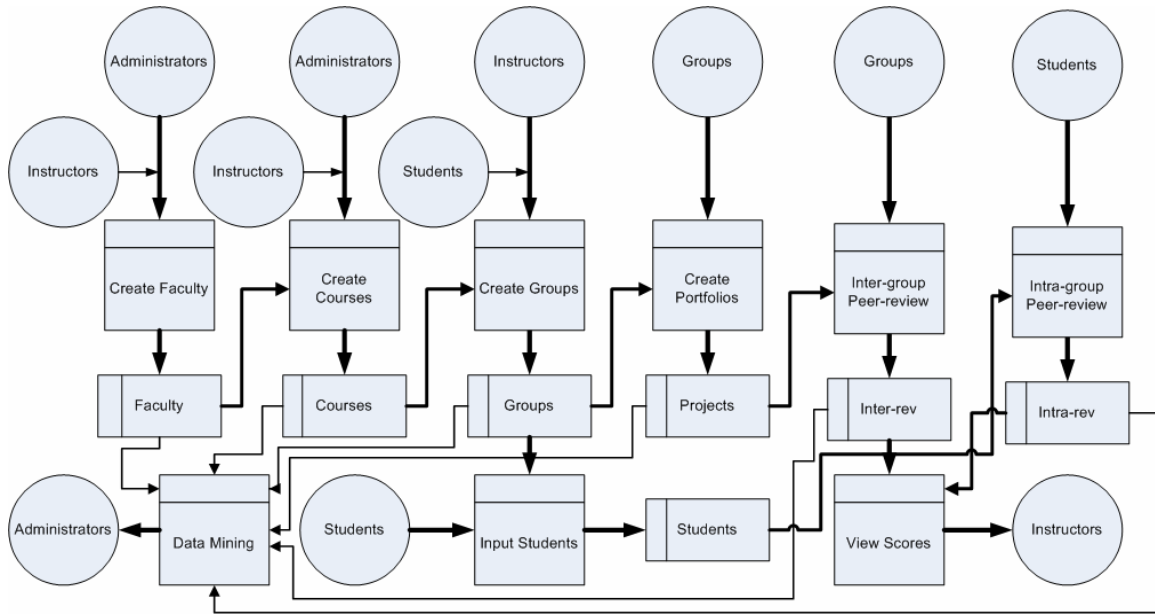 Administrators
Administrators
Instructors
Groups
Groups
Students
Instructors
Instructors
Students
Create Faculty
Create
Courses
Create Groups
Create
Portfolios
Inter-group
Peer-review
Intra-group
Peer-review
Faculty
Courses
Groups
Projects
Inter-rev
Intra-rev
Administrators
Data Mining
Students
Input Students
Students
View Scores
Instructors